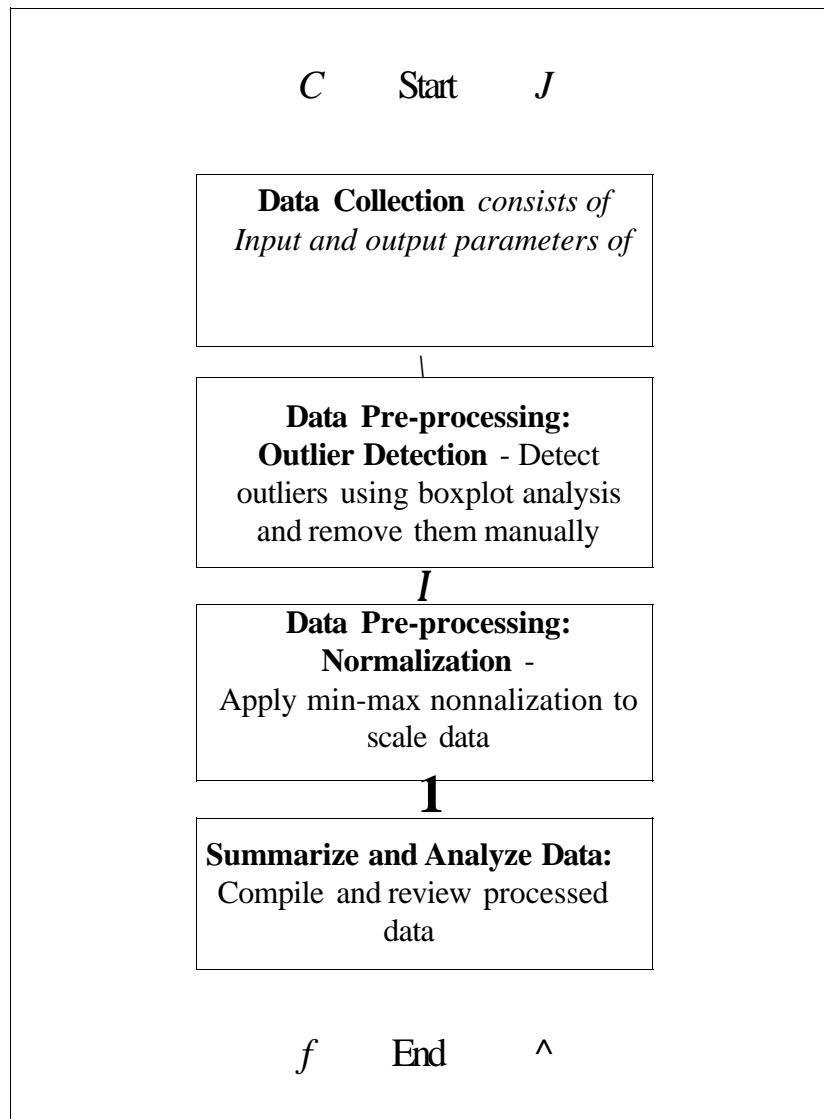 C Start J
Data Collection consists of
Input and output parameters of
\
Data Pre-processing:
Outlier Detection - Detect
outliers using boxplot analysis
and remove them manually
I
Data Pre-processing:
Normalization -
Apply min-max nonnalization to
scale data
1
Summarize and Analyze Data:
Compile and review processed
data
f End ^